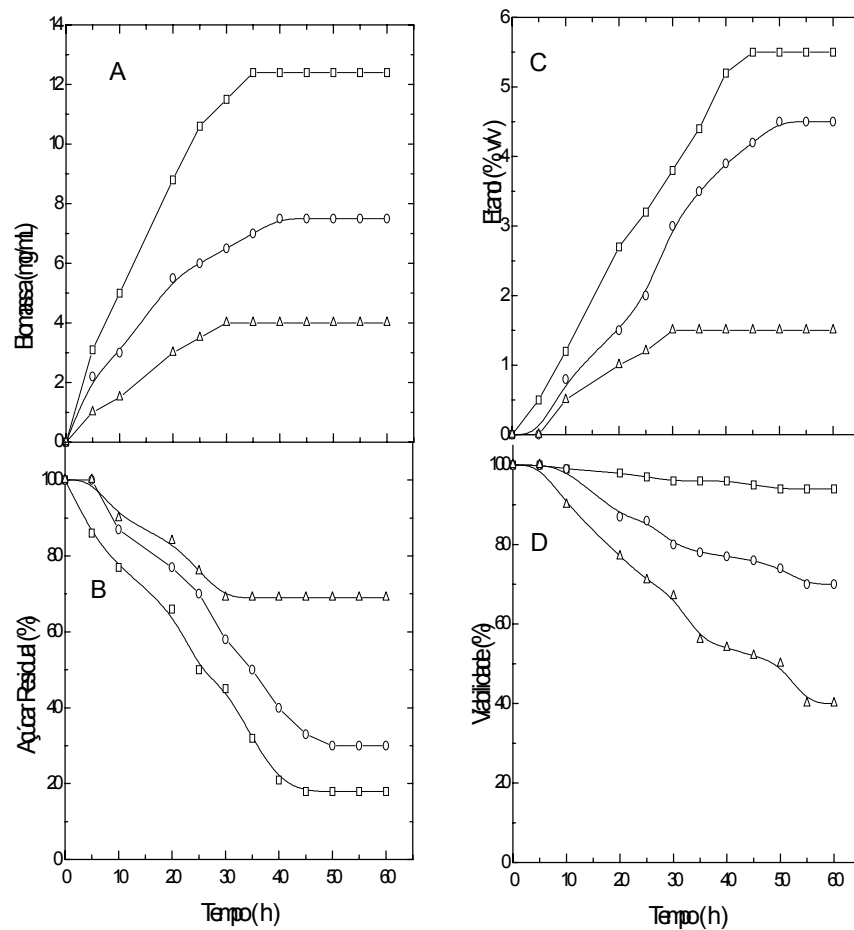 14
12
10
8
6
4
2
0
A
Biomassa (mg/mL)
100
80
60
40
20
0
B
Açúcar Residual (%)
0 10 20 30 40 50 60
Tempo (h)
6
5
4
3
2
1
0
C
Etanol (% v/v)
100
80
60
40
20
0
D
Viabilidade (%)
0 10 20 30 40 50 60
Tempo (h)